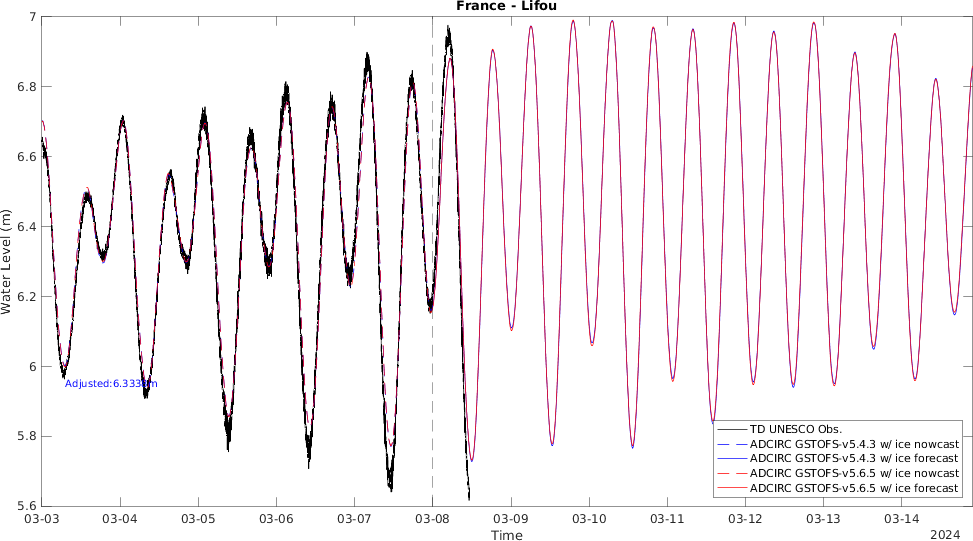 France - Lifou
Water Level (m)
7
6.8
6.6
6.4
6.2
6
5.8
5.6
Adjusted:6.3338m
TD UNESCO Obs.
ADCIRC GSTOFS-v5.4.3 w/ ice nowcast
ADCIRC GSTOFS-v5.4.3 w/ ice forecast
ADCIRC GSTOFS-v5.6.5 w/ ice nowcast
ADCIRC GSTOFS-v5.6.5 w/ ice forecast
03-03 03-04 03-05 03-06 03-07 03-08 03-09 03-10 03-11 03-12 03-13 03-14
Time
2024